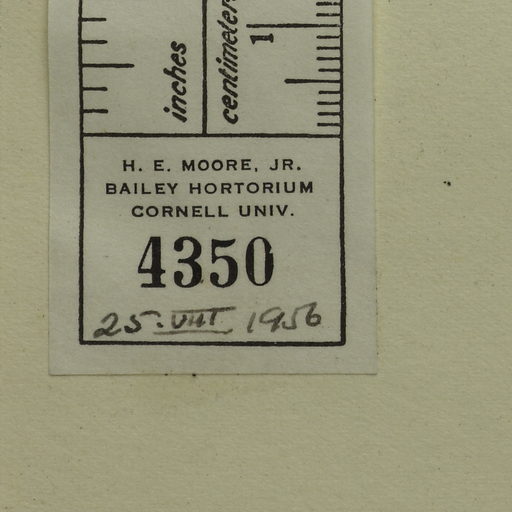 inches
centimeters
1
H. E. MOORE, JR.
BAILEY HORTORIUM
CORNELL UNIV.
4350
25·VIII 1956